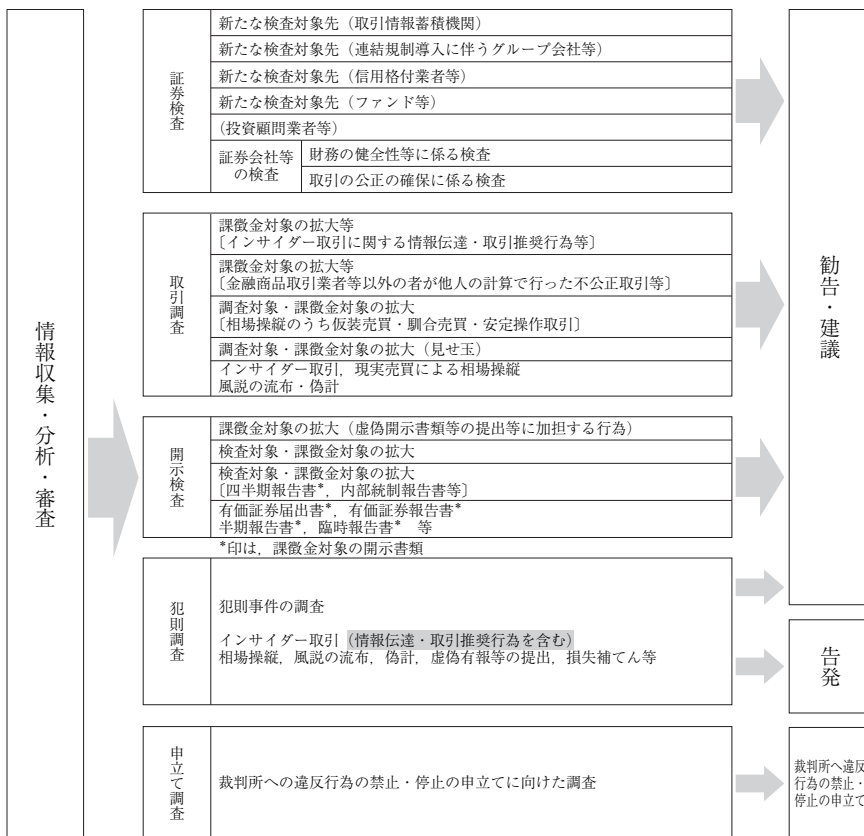 情報収集・分析・審査
証券検査
新たな検査対象先（取引情報蓄積機関）
新たな検査対象先（連結規制導入に伴うグループ会社等）
新たな検査対象先（信用格付業者等）
新たな検査対象先（ファンド等）
(投資顧問業者等)
証券会社等
の検査
財務の健全性等に係る検査
取引の公正の確保に係る検査
取引調査
課徴金対象の拡大等
〔インサイダー取引に関する情報伝達・取引推奨行為等〕
課徴金対象の拡大等
〔金融商品取引業者等以外の者が他人の計算で行った不公正取引等〕
調査対象・課徴金対象の拡大
〔相場操縦のうち仮装売買・馴合売買・安定操作取引〕
調査対象・課徴金対象の拡大（見せ玉）
インサイダー取引，現実売買による相場操縦
風説の流布・偽計
開示検査
課徴金対象の拡大（虚偽開示書類等の提出等に加担する行為）
検査対象・課徴金対象の拡大
検査対象・課徴金対象の拡大
〔四半期報告書*，内部統制報告書等〕
有価証券届出書*，有価証券報告書*
半期報告書*，臨時報告書*　等
*印は，課徴金対象の開示書類
犯則調査
犯則事件の調査
インサイダー取引（情報伝達・取引推奨行為を含む）
相場操縦，風説の流布，偽計，虚偽有報等の提出，損失補てん等
申立て調査
裁判所への違反行為の禁止・停止の申立てに向けた調査
勧告・建議
告発
裁判所へ違反
行為の禁止・
停止の申立て